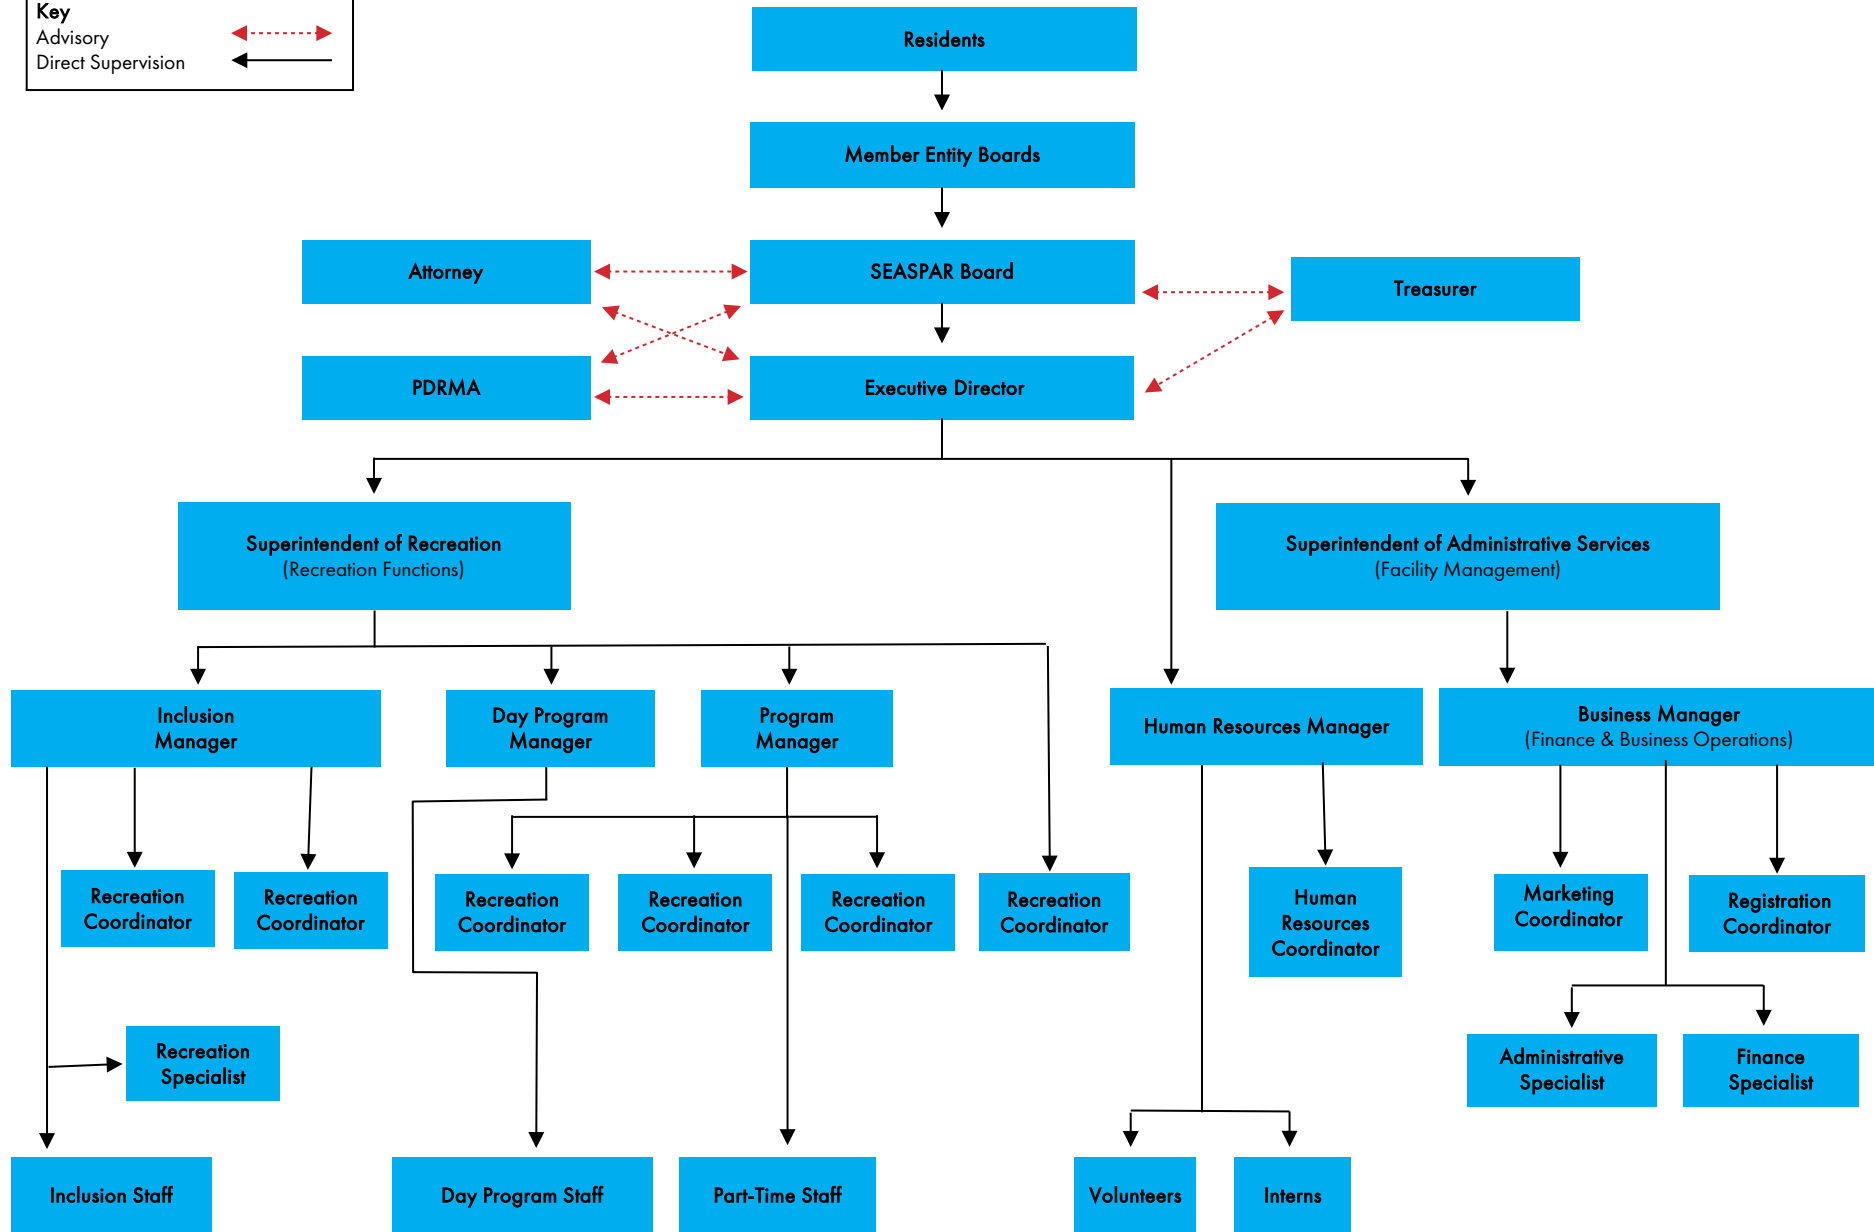 Key
Advisory
Direct Supervision
Residents
Member Entity Boards
Attorney
SEASPAR Board
Treasurer
PDRMA
Executive Director
Superintendent of Recreation
(Recreation Functions)
Superintendent of Administrative Services
(Facility Management)
Inclusion
Manager
Day Program
Manager
Program
Manager
Human Resources Manager
Business Manager
(Finance & Business Operations)
Recreation
Coordinator
Recreation
Coordinator
Recreation
Coordinator
Recreation
Coordinator
Recreation
Coordinator
Recreation
Coordinator
Human
Resources
Coordinator
Marketing
Coordinator
Registration
Coordinator
Recreation
Specialist
Administrative
Specialist
Finance
Specialist
Inclusion Staff
Day Program Staff
Part-Time Staff
Volunteers
Interns